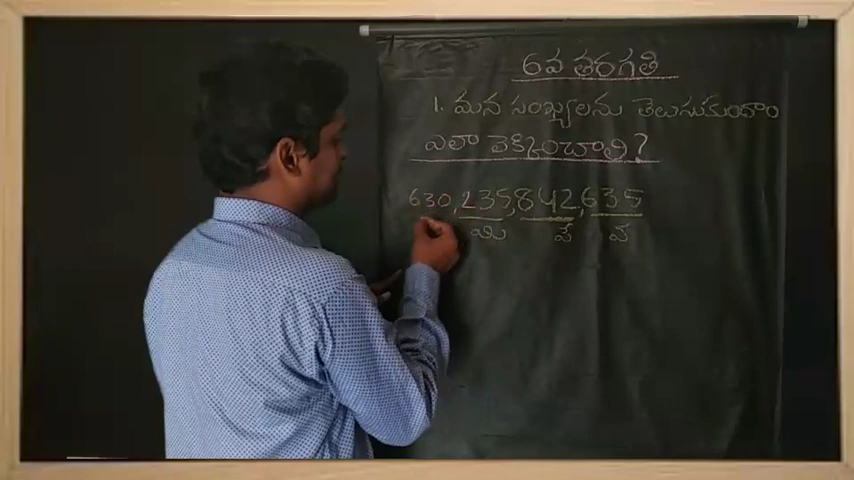 6వ తరగతి
1. మన సంఖ్యలను తెలుసుకుందాం
ఎలా లెక్కించాలి?
630,235,842,635
మి వే వ